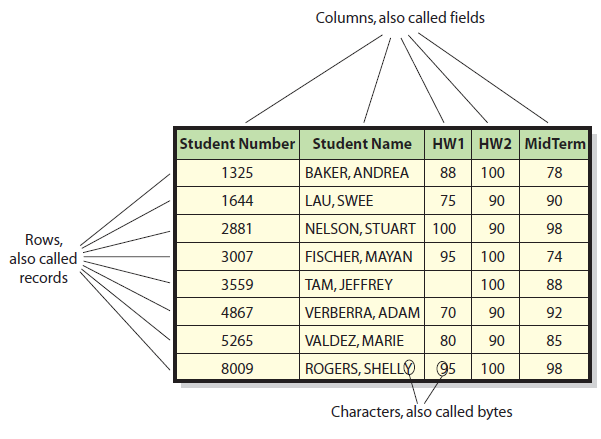 Columns, also called fields
Student Number Student Name HW1 HW2 MidTerm
1325 BAKER, ANDREA 88 100 78
1644 LAU, SWEE 75 90 90
2881 NELSON, STUART 100 90 98
3007 FISCHER, MAYAN 95 100 74
3559 TAM, JEFFREY 100 88
4867 VERBERRA, ADAM 70 90 92
5265 VALDEZ, MARIE 80 90 85
8009 ROGERS, SHELLY 95 100 98
Rows,
also called
records
Characters, also called bytes